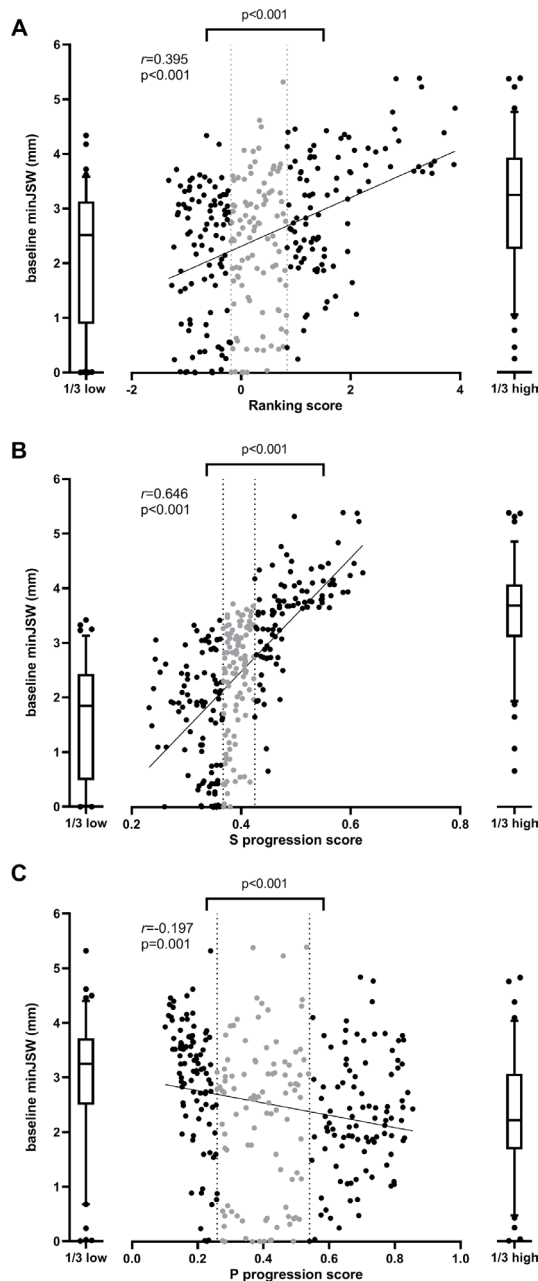 A
p<0.001
r=0.395
p<0.001
baseline minJSW (mm)
6
5
4
3
2
1
0
1/3 low
-2 0 2 4
Ranking score
1/3 high
B
p<0.001
r=0.646
p<0.001
baseline minJSW (mm)
6
5
4
3
2
1
0
1/3 low
0.2 0.4 0.6 0.8
S progression score
1/3 high
C
p<0.001
r=-0.197
p=0.001
baseline minJSW (mm)
6
5
4
3
2
1
0
1/3 low
0.0 0.2 0.4 0.6 0.8 1.0
P progression score
1/3 high